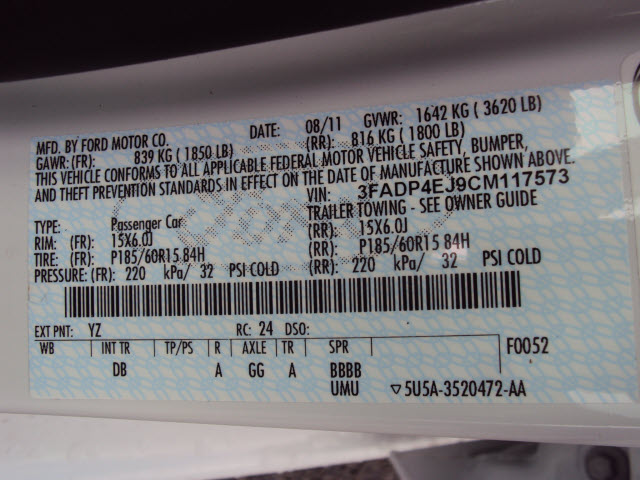 MFD. BY FORD MOTOR CO. DATE: 08/11 GVWR: 1642 KG ( 3620 LB)
GAWR: (FR): 839 KG ( 1850 LB) (RR): 816 KG ( 1800 LB)
THIS VEHICLE CONFORMS TO ALL APPLICABLE FEDERAL MOTOR VEHICLE SAFETY, BUMPER,
AND THEFT PREVENTION STANDARDS IN EFFECT ON THE DATE OF MANUFACTURE SHOWN ABOVE.
VIN: 3FADP4EJ9CM117573
TYPE: Passenger Car TRAILER TOWING - SEE OWNER GUIDE
RIM: (FR): 15X6.0J (RR): 15X6.0J
TIRE: (FR): P185/60R15 84H (RR): P185/60R15 84H
PRESSURE: (FR): 220 kPa/ 32 PSI COLD (RR): 220 kPa/ 32 PSI COLD
EXT PNT: YZ RC: 24 DSO: F0052
WB INT TR TP/PS R AXLE TR SPR
DB A GG A BBBB
UMU ▽5U5A-3520472-AA